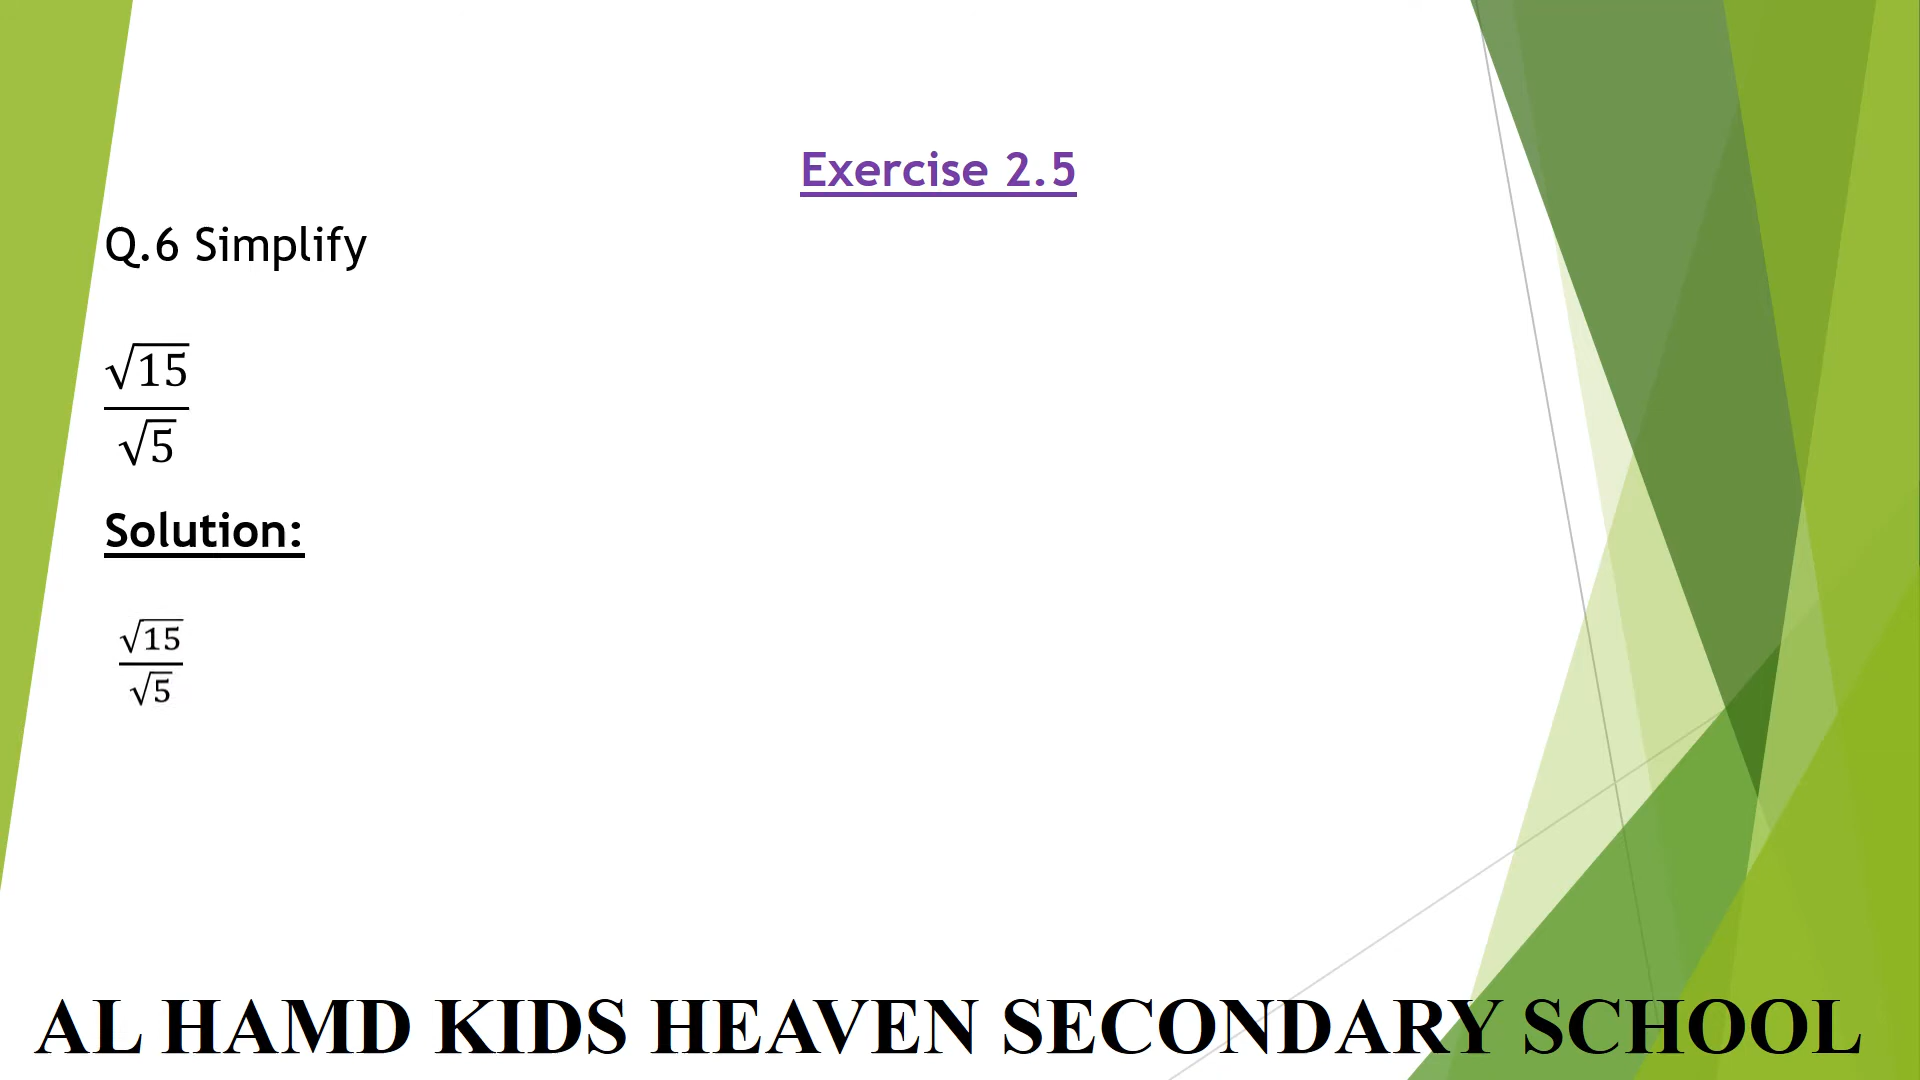 Exercise 2.5
Q.6 Simplify
√15
√5
Solution:
√15
√5
AL HAMD KIDS HEAVEN SECONDARY SCHOOL